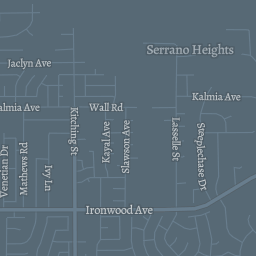 Serrano Heights
Jaclyn Ave
Kalmia Ave
almia Ave
Wall Rd
Kitching St
Kayal Ave
Slawson Ave
Lasselle St
Steeplechase Dr
Venetian Dr
Mathews Rd
Ivy Ln
Ironwood Ave